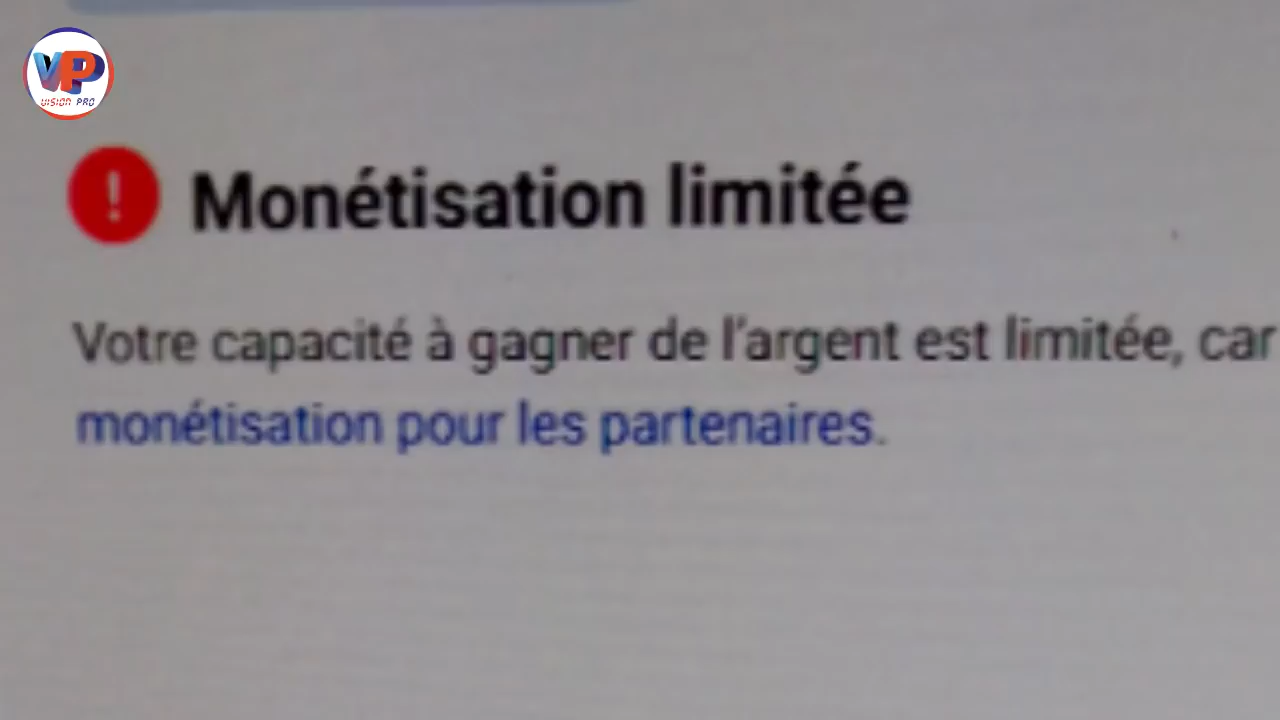 VP
VISION PRO
Monétisation limitée
Votre capacité à gagner de l'argent est limitée, car
monétisation pour les partenaires.